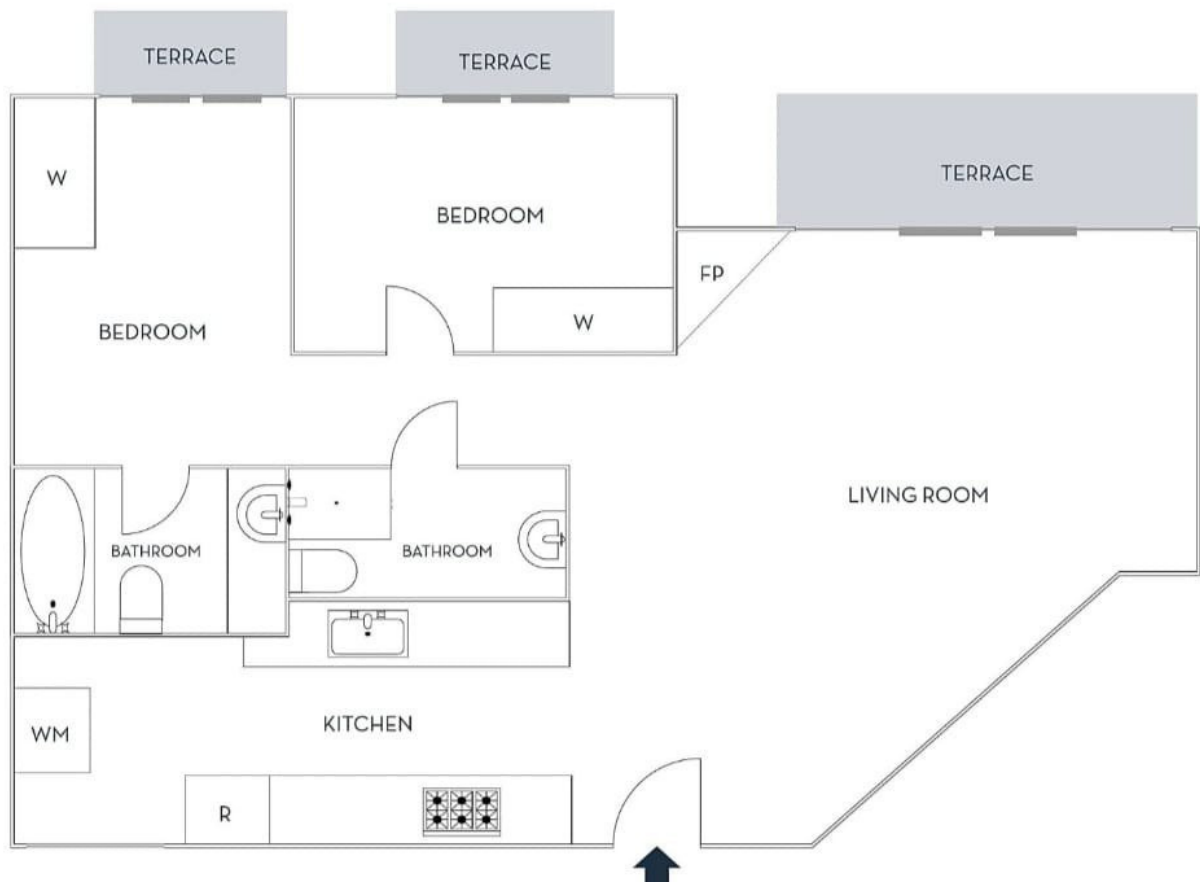 TERRACE
TERRACE
TERRACE
W
BEDROOM
FP
W
BEDROOM
LIVING ROOM
BATHROOM
BATHROOM
KITCHEN
WM
R